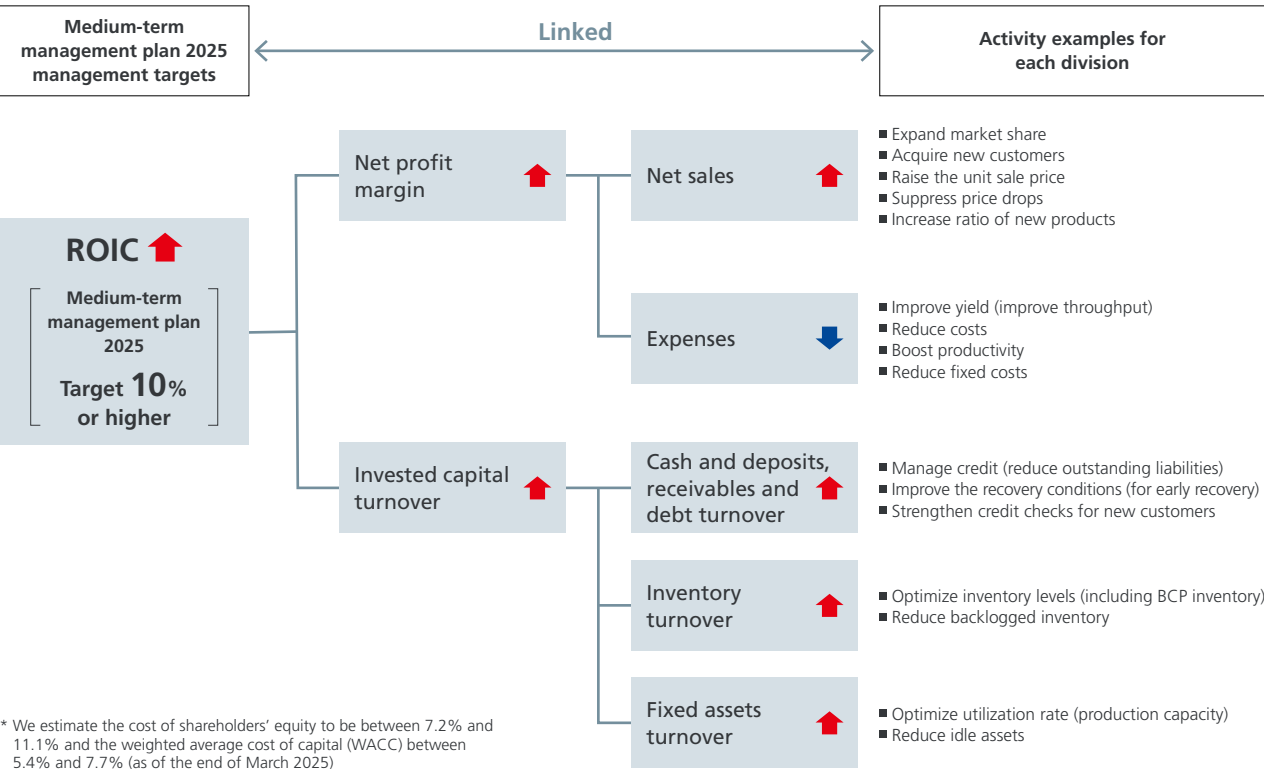 Medium-term
management plan 2025
management targets
Linked
Activity examples for
each division
ROIC
Medium-term
management plan
2025
Target 10%
or higher
Net profit
margin
Net sales
■ Expand market share
■ Acquire new customers
■ Raise the unit sale price
■ Suppress price drops
■ Increase ratio of new products
Expenses
■ Improve yield (improve throughput)
■ Reduce costs
■ Boost productivity
■ Reduce fixed costs
Invested capital
turnover
Cash and deposits,
receivables and
debt turnover
■ Manage credit (reduce outstanding liabilities)
■ Improve the recovery conditions (for early recovery)
■ Strengthen credit checks for new customers
Inventory
turnover
■ Optimize inventory levels (including BCP inventory)
■ Reduce backlogged inventory
Fixed assets
turnover
■ Optimize utilization rate (production capacity)
■ Reduce idle assets
* We estimate the cost of shareholders' equity to be between 7.2% and
11.1% and the weighted average cost of capital (WACC) between
5.4% and 7.7% (as of the end of March 2025)